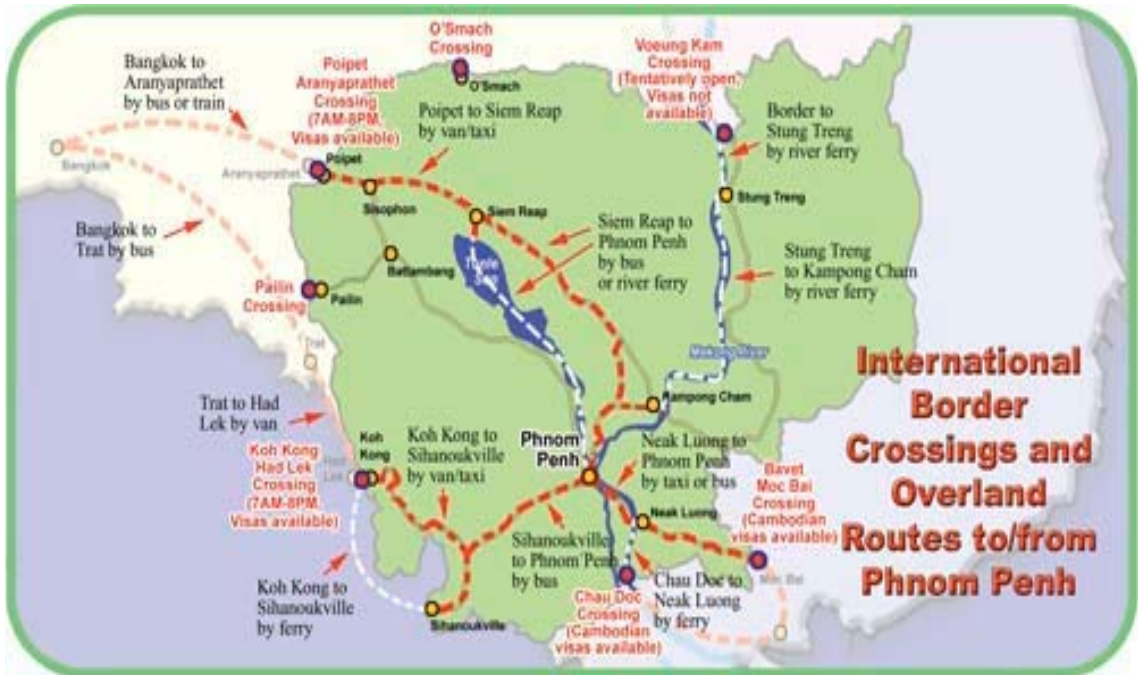 O'Smach
Crossing
O'Smach
Voeung Kam
Crossing
(Tentatively open,
Visas not
available)
Bangkok to
Aranyaprathet
by bus or train
Poipet
Aranyaprathet
Crossing
(7AM-8PM,
Visas available)
Poipet to Siem Reap
by van/taxi
Border to
Stung Treng
by river ferry
Bangkok
Aranyaprathet
Poipet
Sisophon
Siem Reap
Stung Treng
Bangkok to
Trat by bus
Siem Reap to
Phnom Penh
by bus
or river ferry
Stung Treng
to Kampong Cham
by river ferry
Battambang
Tonle
Sap
Pailin
Crossing
Pailin
Trat
Mekong River
International
Border
Crossings and
Overland
Routes to/from
Phnom Penh
Trat to Had
Lek by van
Kampong Cham
Koh Kong
Had Lek
Crossing
(7AM-8PM,
Visas available)
Had
Lek
Koh
Kong
Koh Kong to
Sihanoukville
by van/taxi
Phnom
Penh
Neak Luong to
Phnom Penh
by taxi or bus
Bavet
Moc Bai
Crossing
(Cambodian
visas available)
Neak Luong
Moc Bai
Sihanoukville
to Phnom Penh
by bus
Koh Kong to
Sihanoukville
by ferry
Sihanoukville
Chau Doc
Crossing
(Cambodian
visas available)
Chau Doc to
Neak Luong
by ferry